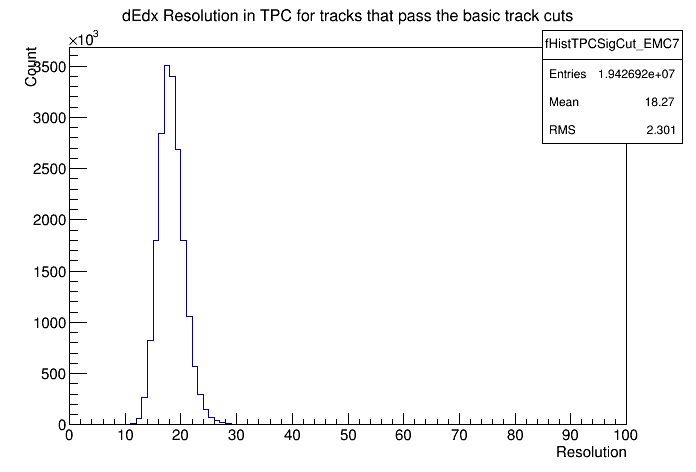 dEdx Resolution in TPC for tracks that pass the basic track cuts
×10³
Count
fHistTPCSigCut_EMC7
Entries 1.942692e+07
Mean 18.27
RMS 2.301
3500
3000
2500
2000
1500
1000
500
0
0 10 20 30 40 50 60 70 80 90 100
Resolution